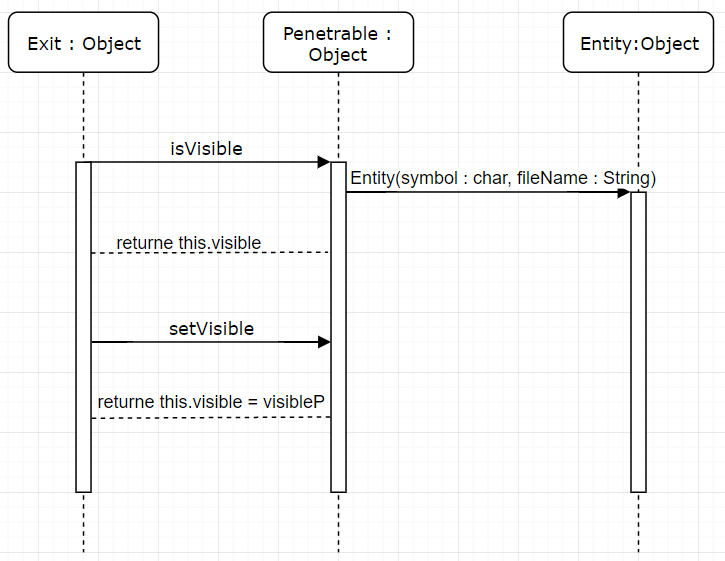 Exit : Object
Penetrable :
Object
Entity:Object
isVisible
Entity(symbol : char, fileName : String)
returne this.visible
setVisible
returne this.visible = visibleP